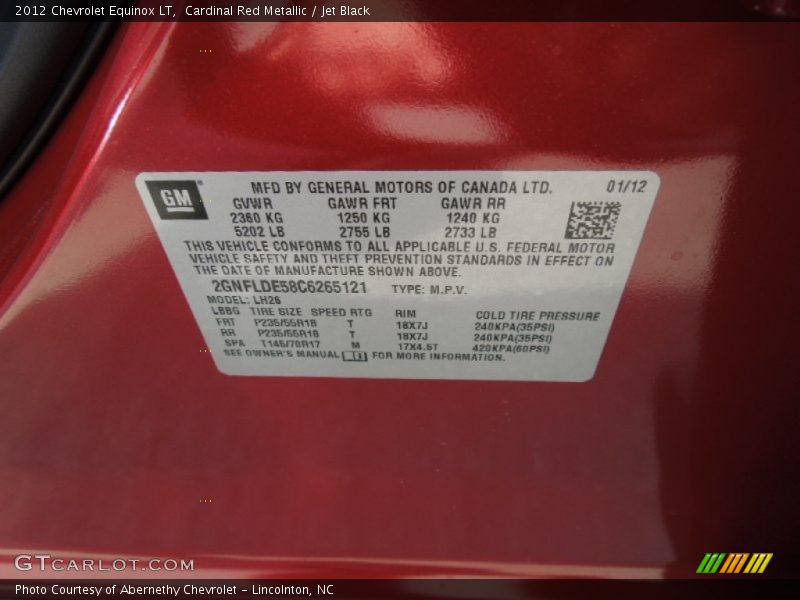 2012 Chevrolet Equinox LT, Cardinal Red Metallic / Jet Black
GM
MFD BY GENERAL MOTORS OF CANADA LTD. 01/12
GVWR GAWR FRT GAWR RR
2360 KG 1250 KG 1240 KG
5202 LB 2755 LB 2733 LB
THIS VEHICLE CONFORMS TO ALL APPLICABLE U.S. FEDERAL MOTOR
VEHICLE SAFETY AND THEFT PREVENTION STANDARDS IN EFFECT ON
THE DATE OF MANUFACTURE SHOWN ABOVE.
2GNFLDE58C6265121 TYPE: M.P.V.
MODEL: LH26
LBBG TIRE SIZE SPEED RTG RIM COLD TIRE PRESSURE
FRT P235/55R18 T 18X7J 240KPA(35PSI)
RR P235/55R18 T 18X7J 240KPA(35PSI)
SPA T145/70R17 M 17X4.5T 420KPA(60PSI)
SEE OWNER'S MANUAL FOR MORE INFORMATION.
GTCARLOT.COM
Photo Courtesy of Abernethy Chevrolet - Lincolnton, NC